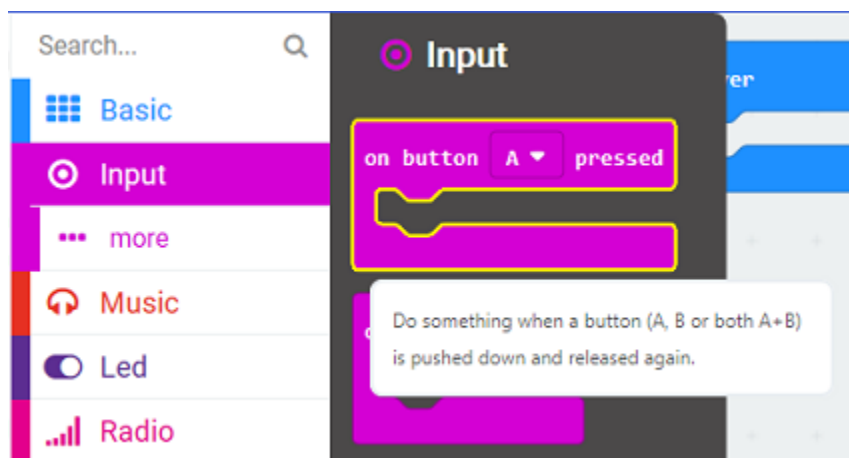 Search...
Basic
Input
more
Music
Led
Radio
Input
on button A pressed
Do something when a button (A, B or both A+B)
is pushed down and released again.
er